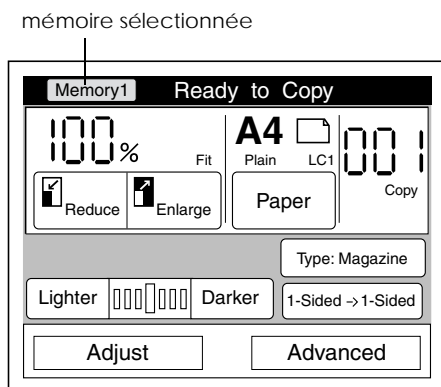 mémoire sélectionnée
Memory1 Ready to Copy
100% Fit
A4
Plain LC1
001
Copy
Reduce Enlarge
Paper
Type: Magazine
Lighter Darker
1-Sided -> 1-Sided
Adjust Advanced